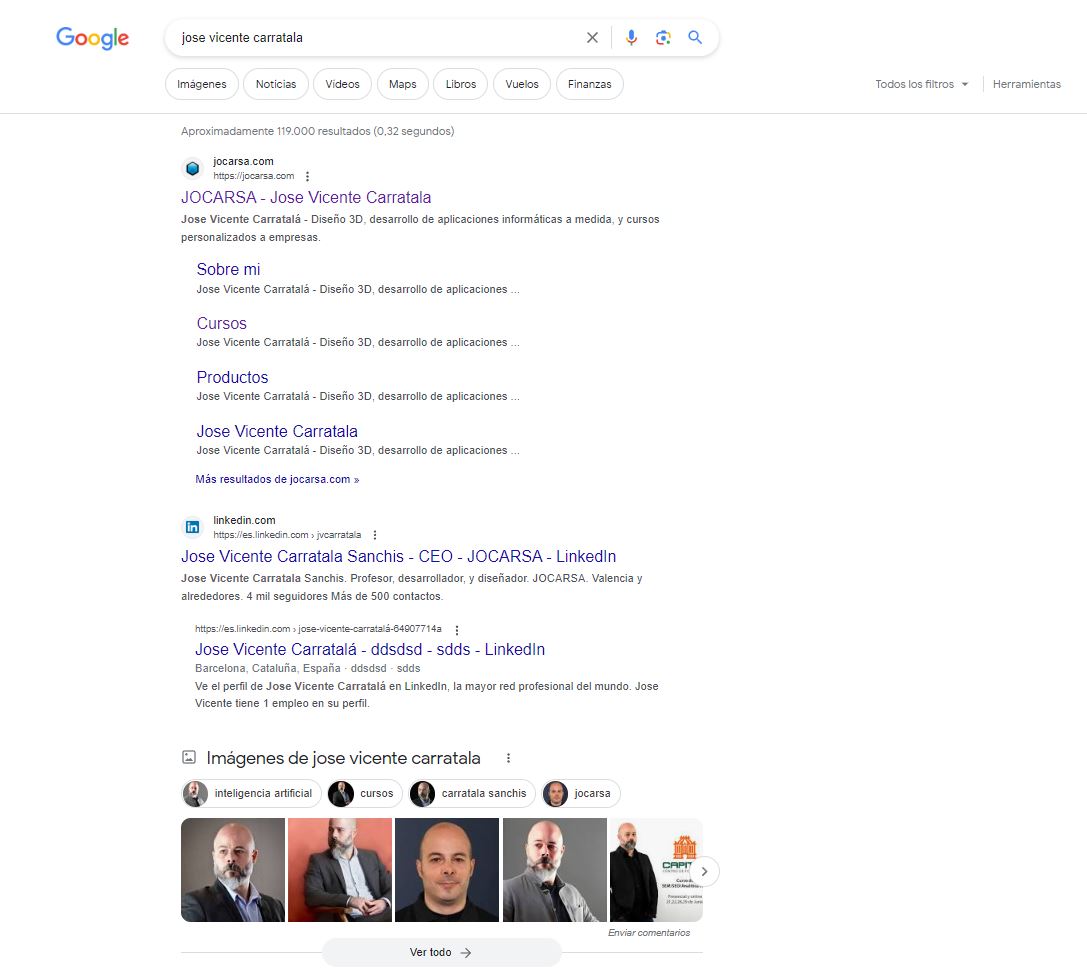 Google
jose vicente carratala
Imágenes
Noticias
Vídeos
Maps
Libros
Vuelos
Finanzas
Todos los filtros
Herramientas
Aproximadamente 119.000 resultados (0,32 segundos)
jocarsa.com
https://jocarsa.com
JOCARSA - Jose Vicente Carratala
Jose Vicente Carratalá - Diseño 3D, desarrollo de aplicaciones informáticas a medida, y cursos
personalizados a empresas.
Sobre mi
Jose Vicente Carratalá - Diseño 3D, desarrollo de aplicaciones ...
Cursos
Jose Vicente Carratalá - Diseño 3D, desarrollo de aplicaciones ...
Productos
Jose Vicente Carratalá - Diseño 3D, desarrollo de aplicaciones ...
Jose Vicente Carratala
Jose Vicente Carratalá - Diseño 3D, desarrollo de aplicaciones ...
Más resultados de jocarsa.com »
in
linkedin.com
https://es.linkedin.com › jvcarratala
Jose Vicente Carratala Sanchis - CEO - JOCARSA - LinkedIn
Jose Vicente Carratala Sanchis. Profesor, desarrollador, y diseñador. JOCARSA. Valencia y
alrededores. 4 mil seguidores Más de 500 contactos.
https://es.linkedin.com › jose-vicente-carratalá-64907714a
Jose Vicente Carratalá - ddsdsd - sdds - LinkedIn
Barcelona, Cataluña, España · ddsdsd · sdds
Ve el perfil de Jose Vicente Carratalá en LinkedIn, la mayor red profesional del mundo. Jose
Vicente tiene 1 empleo en su perfil.
Imágenes de jose vicente carratala
inteligencia artificial
cursos
carratala sanchis
jocarsa
CAPIT
Enviar comentarios
Ver todo